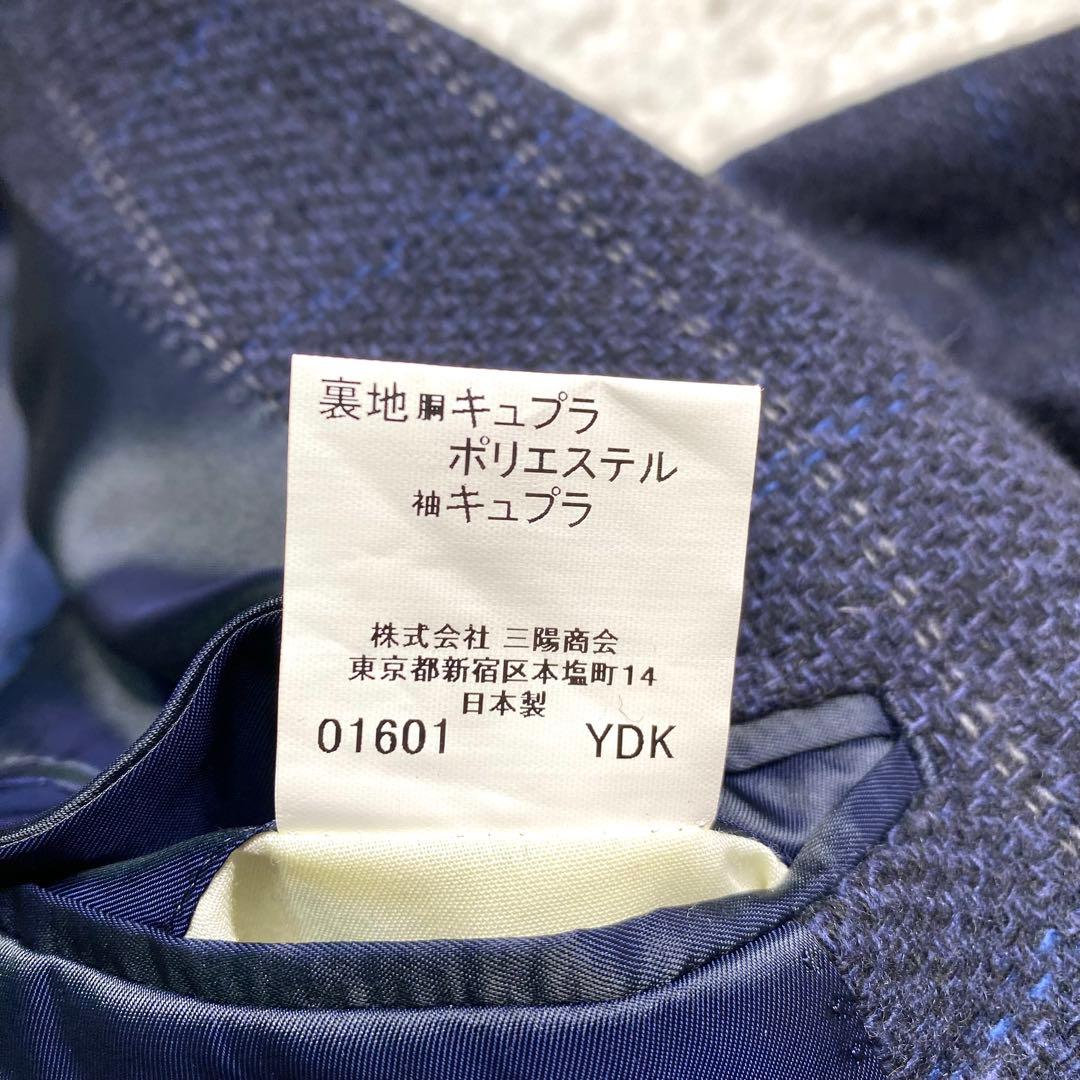 裏地胴キュプラ
ポリエステル
袖キュプラ
株式会社 三陽商会
東京都新宿区本塩町14
日本製
01601 YDK